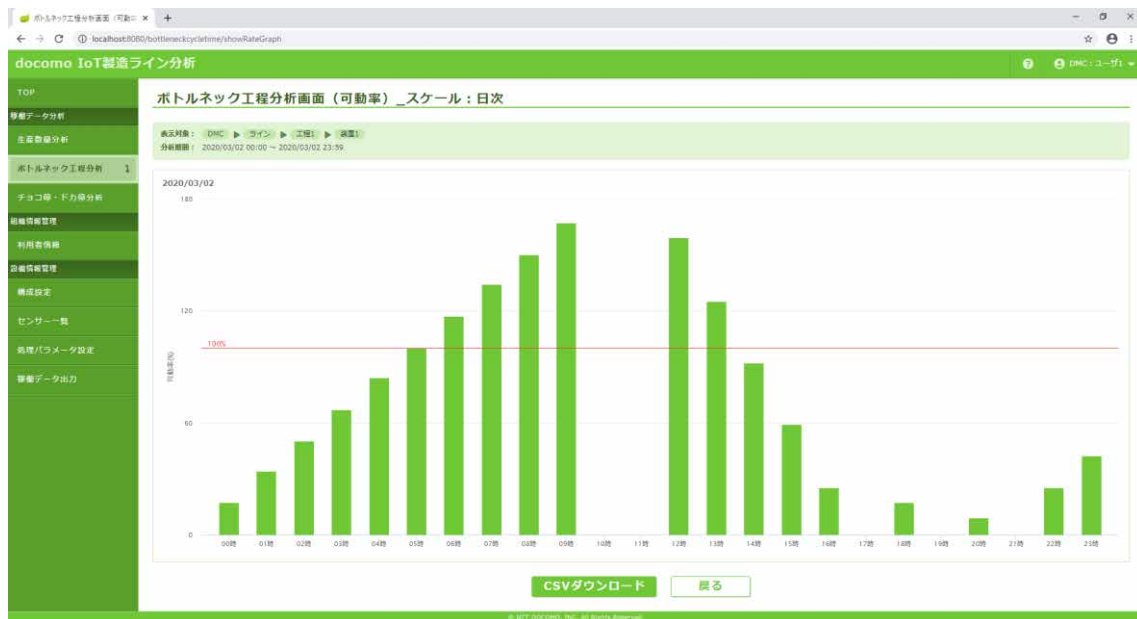 ボトルネック工程分析画面（可動
localhost:8080/bottleneckcycletime/showRateGraph
docomo IoT製造ライン分析
DMC：ユーザ1
TOP
稼働データ分析
生産数量分析
ボトルネック工程分析
チョコ停・ドカ停分析
組織情報管理
利用者情報
設備情報管理
構成設定
センサー一覧
処理パラメータ設定
稼働データ出力
ボトルネック工程分析画面（可動率）_スケール：日次
表示対象： DMC ▶ ライン ▶ 工程1 ▶ 装置1
分析期間： 2020/03/02 00:00 ～ 2020/03/02 23:59
2020/03/02
180
120
100%
可動率(%)
60
0
00時 01時 02時 03時 04時 05時 06時 07時 08時 09時 10時 11時 12時 13時 14時 15時 16時 17時 18時 19時 20時 21時 22時 23時
CSVダウンロード 戻る
© NTT DOCOMO, INC. All Rights Reserved.